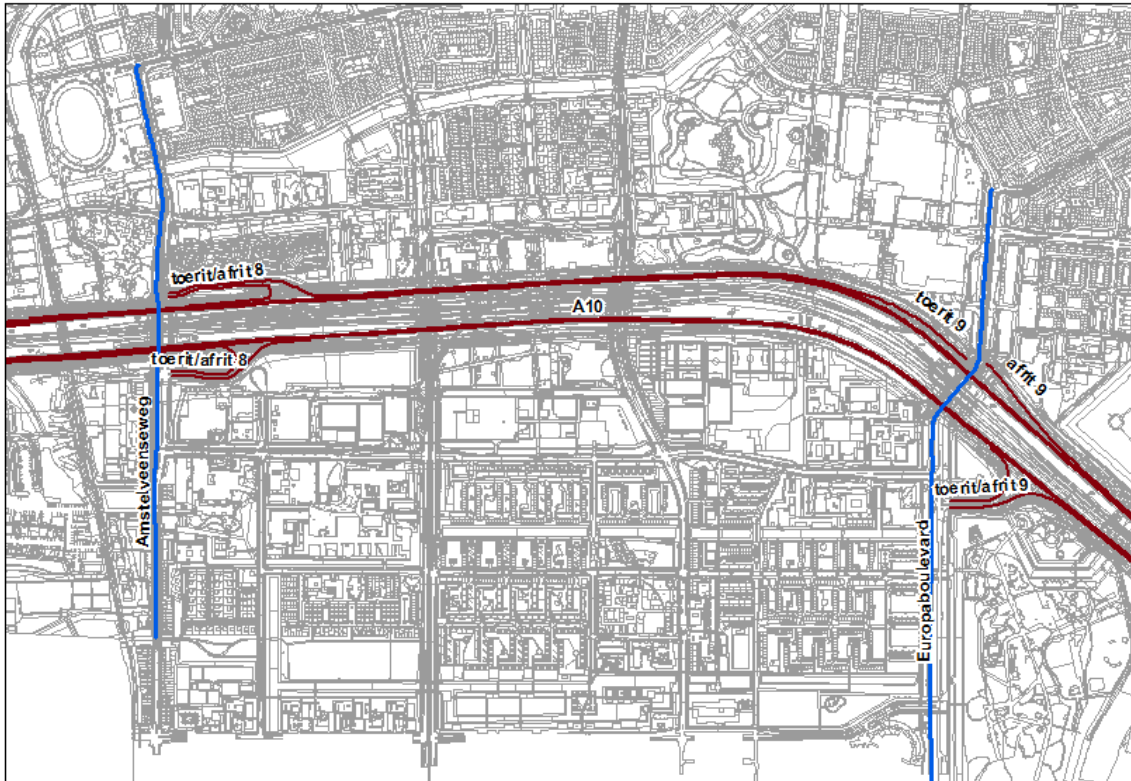 toerit/afrit 8
A10
toerit 9
toerit/afrit 8
afrit 9
Amstelveenseweg
toerit/afrit 9
Europaboulevard